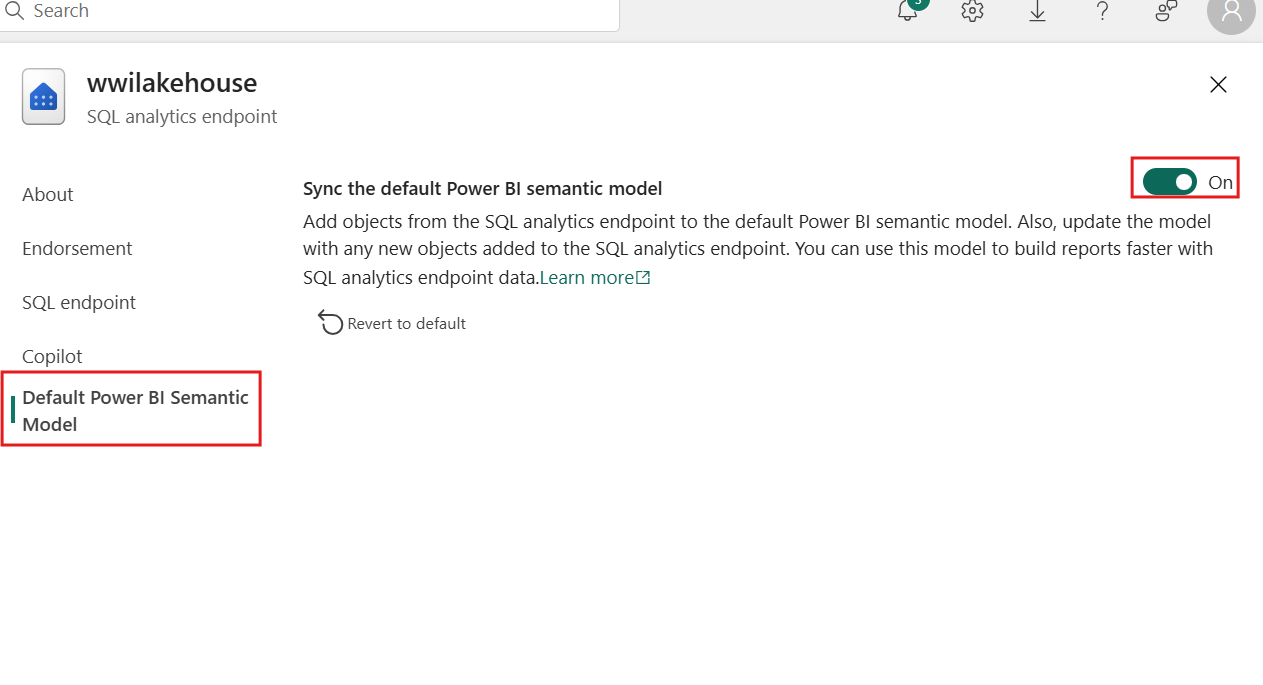 Search
wwilakehouse
SQL analytics endpoint
About
Endorsement
SQL endpoint
Copilot
Default Power BI Semantic
Model
Sync the default Power BI semantic model
On
Add objects from the SQL analytics endpoint to the default Power BI semantic model. Also, update the model
with any new objects added to the SQL analytics endpoint. You can use this model to build reports faster with
SQL analytics endpoint data.Learn more
Revert to default